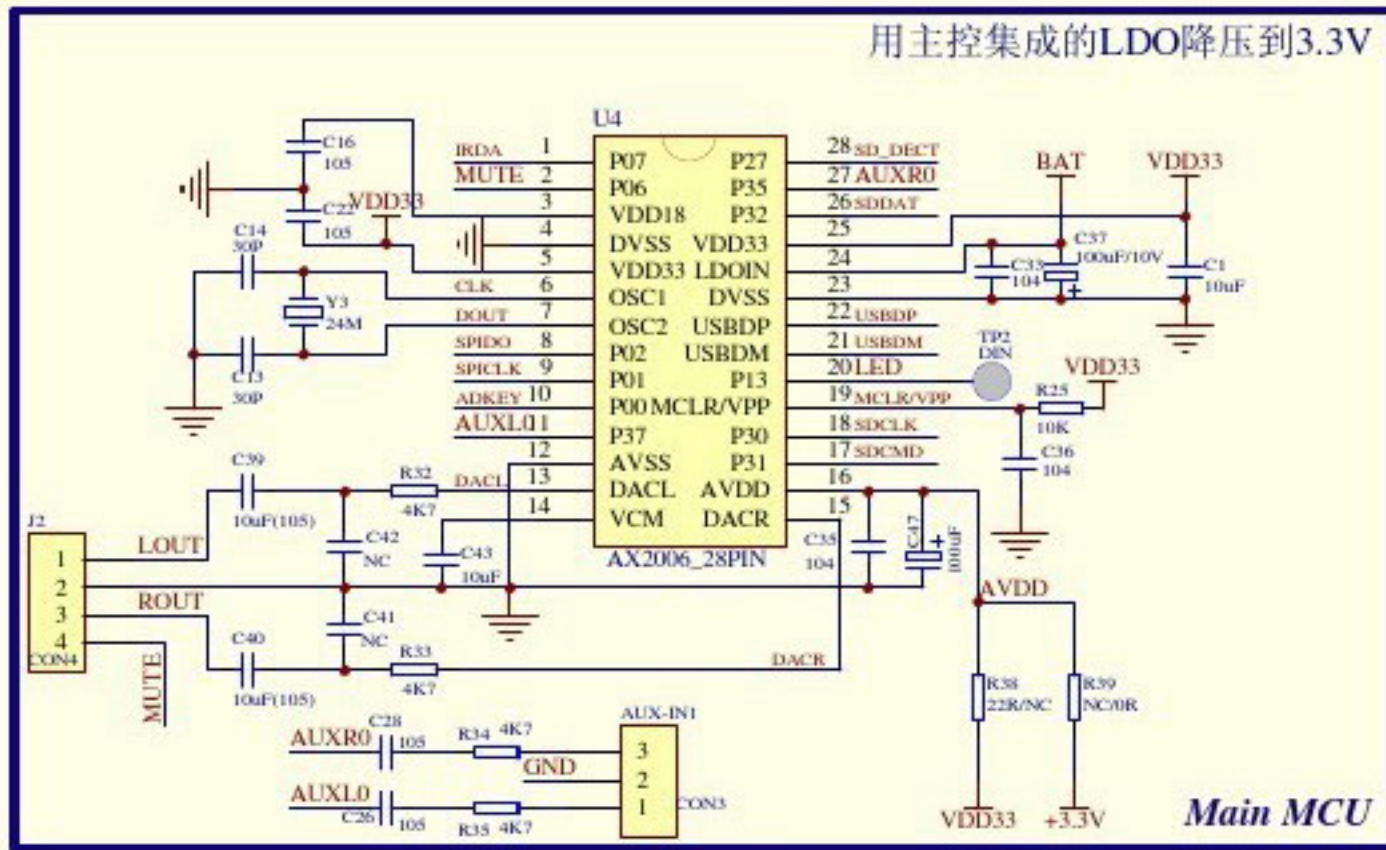 用主控集成的LDO降压到3.3V
U4
IRDA 1 P07 P27 28 SD_DECT
MUTE 2 P06 P35 27 AUXR0
3 VDD18 P32 26 SDDAT
4 DVSS VDD33 25
5 VDD33 LDOIN 24
CLK 6 OSC1 DVSS 23
DOUT 7 OSC2 USBDP 22 USBDP
SPIDO 8 P02 USBDM 21 USBDM
SPICLK 9 P01 P13 20 LED
ADKEY 10 P00 MCLR/VPP 19 MCLR/VPP
AUXL0 11 P37 P30 18 SDCLK
12 AVSS P31 17 SDCMD
DACL 13 DACL AVDD 16
14 VCM DACR 15
AX2006_28PIN
C16
105
C22
105
VDD33
C14
30P
Y3
24M
C13
30P
BAT
VDD33
C33
104
C37
100uF/10V
+
C1
10uF
TP2
DIN
VDD33
R25
10K
C36
104
C39
10uF(105)
R32
4K7
J2
1
2
3
4
CON4
LOUT
ROUT
MUTE
C42
NC
C43
10uF
C41
NC
C40
10uF(105)
R33
4K7
DACR
C35
104
C47
100uF
+
AVDD
R38
22R/NC
R39
NC/0R
VDD33
+3.3V
AUX-IN1
AUXR0
C28
105
R34
4K7
3
GND
2
AUXL0
C26
105
R35
4K7
1
CON3
Main MCU